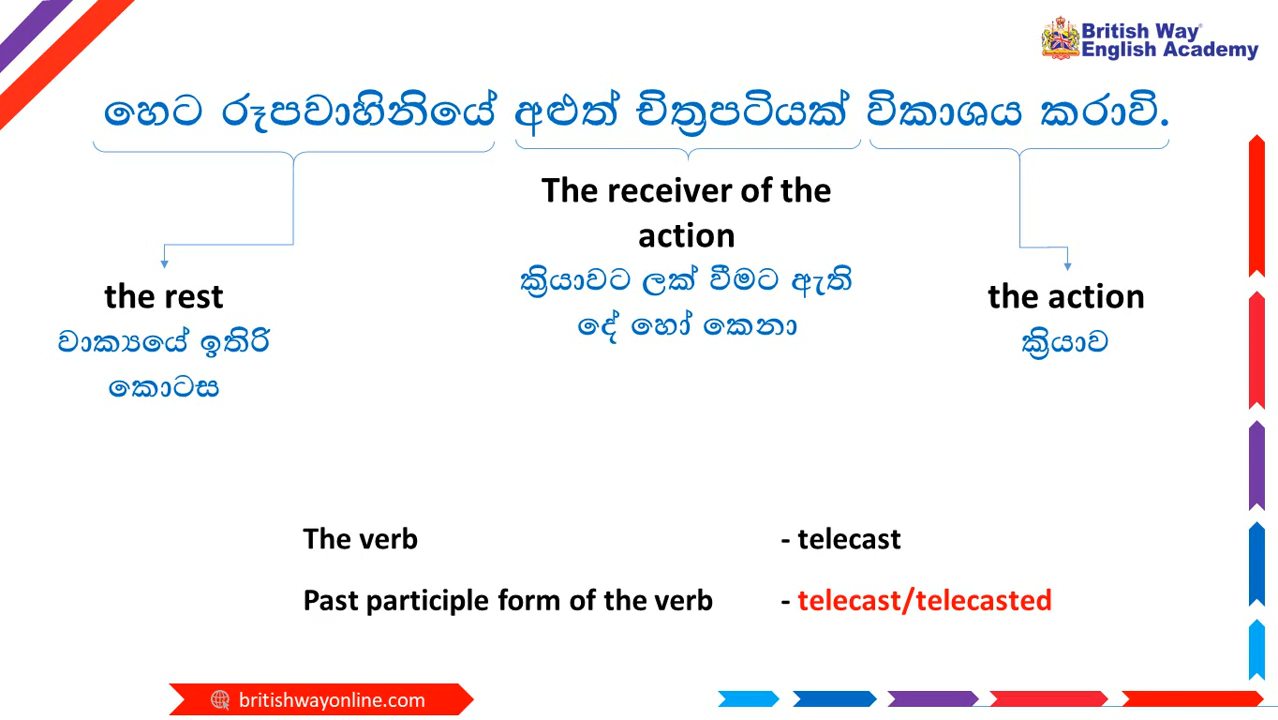 British Way
English Academy
හෙට රූපවාහිනියේ අළුත් චිත්‍රපටියක් විකාශය කරාවි.
The receiver of the
action
ක්‍රියාවට ලක් වීමට ඇති
දේ හෝ කෙනා
the rest
වාක්‍යයේ ඉතිරි
කොටස
the action
ක්‍රියාව
The verb - telecast
Past participle form of the verb - telecast/telecasted
britishwayonline.com